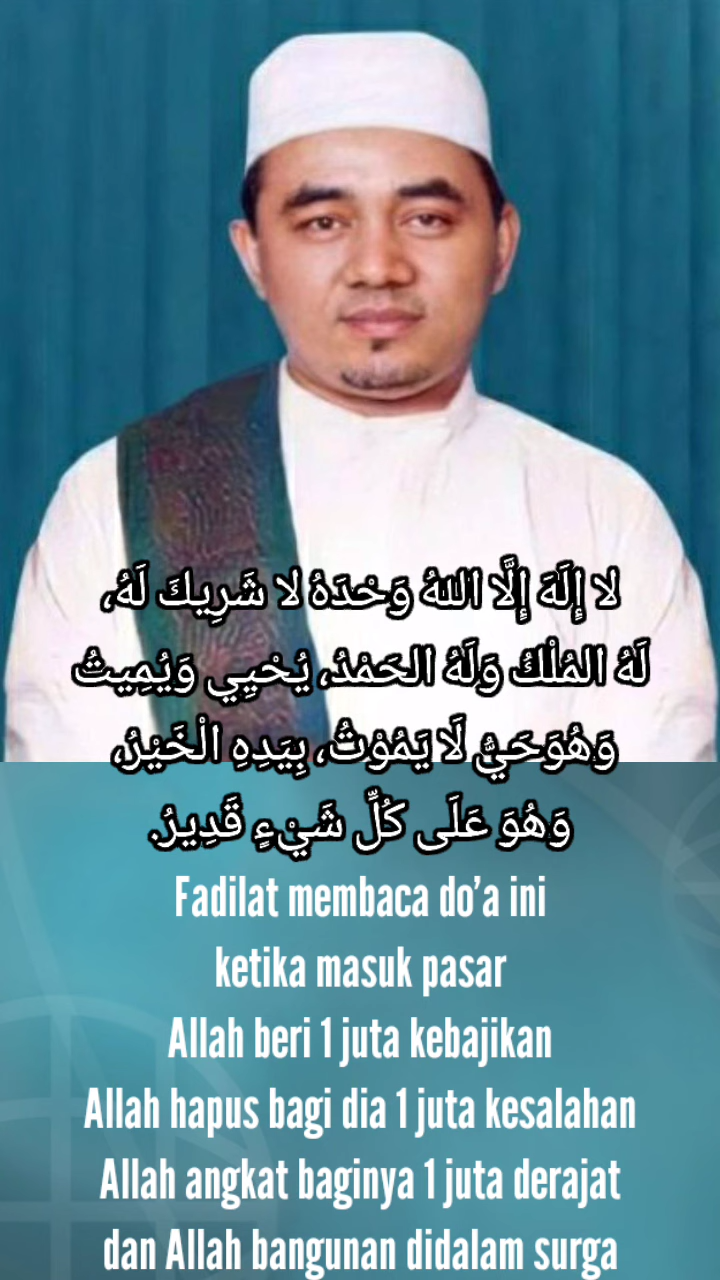 لا إِلَهَ إِلَّا اللهُ وَحْدَهُ لا شَرِيكَ لَهُ،
لَهُ المُلْكُ وَلَهُ الحَمْدُ، يُحْيِي وَيُمِيتُ
وَهُوَحَيُّ لَا يَمُوْتُ، بِيَدِهِ الْخَيْرُ،
وَهُوَ عَلَى كُلِّ شَيْءٍ قَدِيرُ.
Fadilat membaca do’a ini
ketika masuk pasar
Allah beri 1 juta kebajikan
Allah hapus bagi dia 1 juta kesalahan
Allah angkat baginya 1 juta derajat
dan Allah bangunan didalam surga